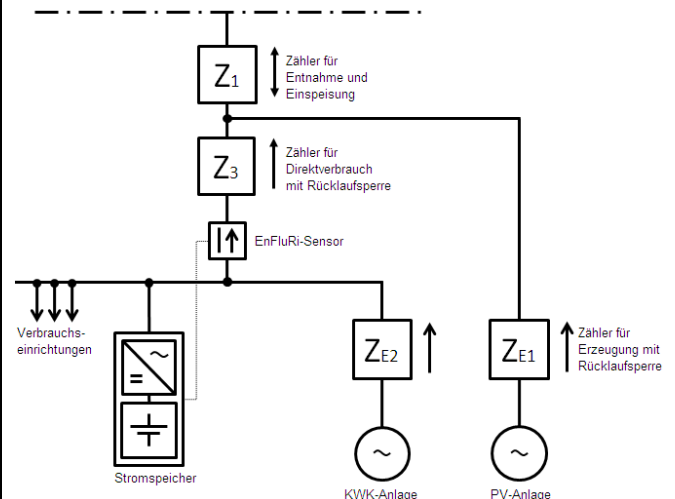 Z1
Zähler für
Entnahme und
Einspeisung
Z3
Zähler für
Direktverbrauch
mit Rücklaufsperre
EnFluRi-Sensor
Verbrauchs-
einrichtungen
ZE2
ZE1
Zähler für
Erzeugung mit
Rücklaufsperre
Stromspeicher
KWK-Anlage
PV-Anlage